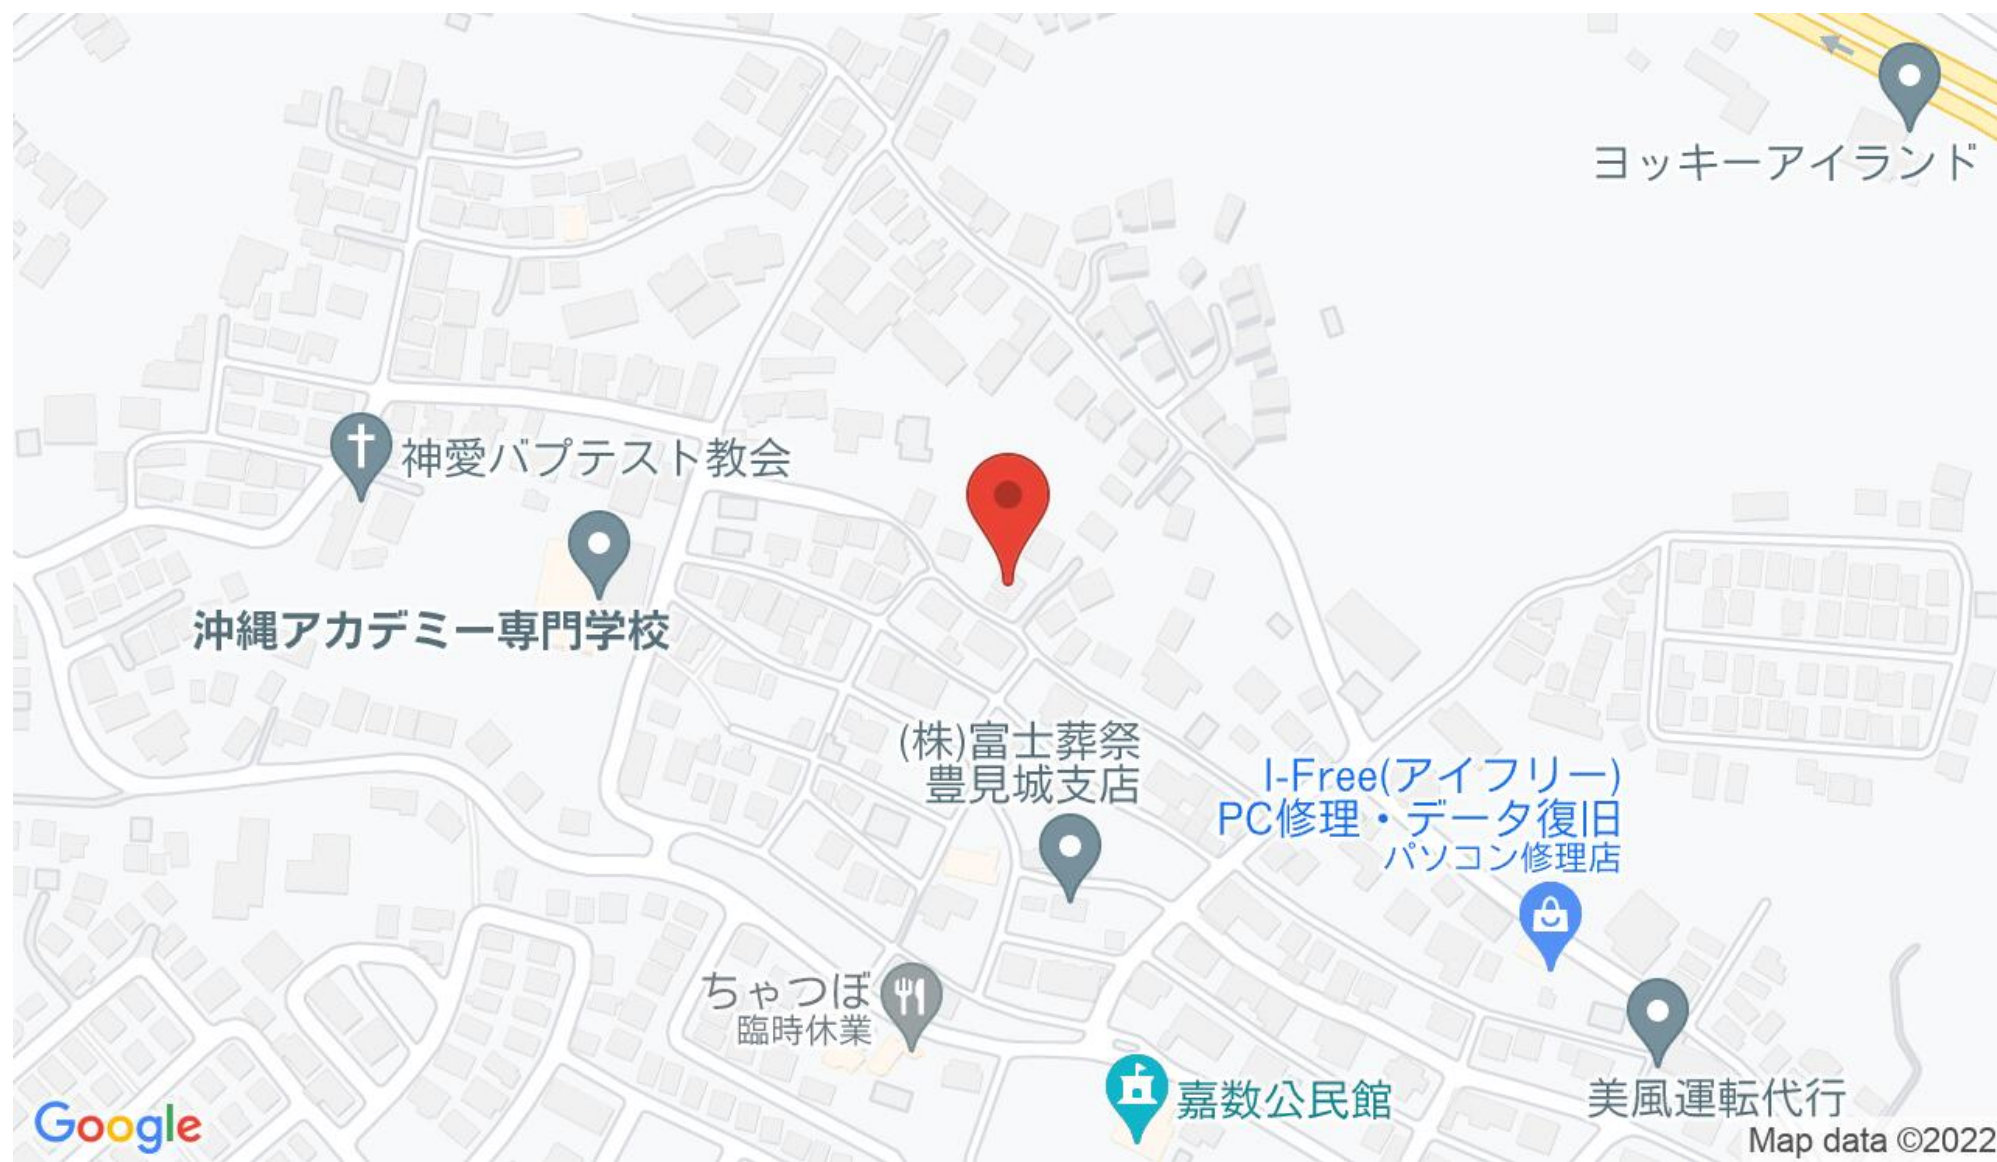 ヨッキーアイランド
神愛バプテスト教会
沖縄アカデミー専門学校
(株)富士葬祭
豊見城支店
I-Free(アイフリー)
PC修理・データ復旧
パソコン修理店
ちゃつぼ
臨時休業
嘉数公民館
美風運転代行
Google
Map data ©2022